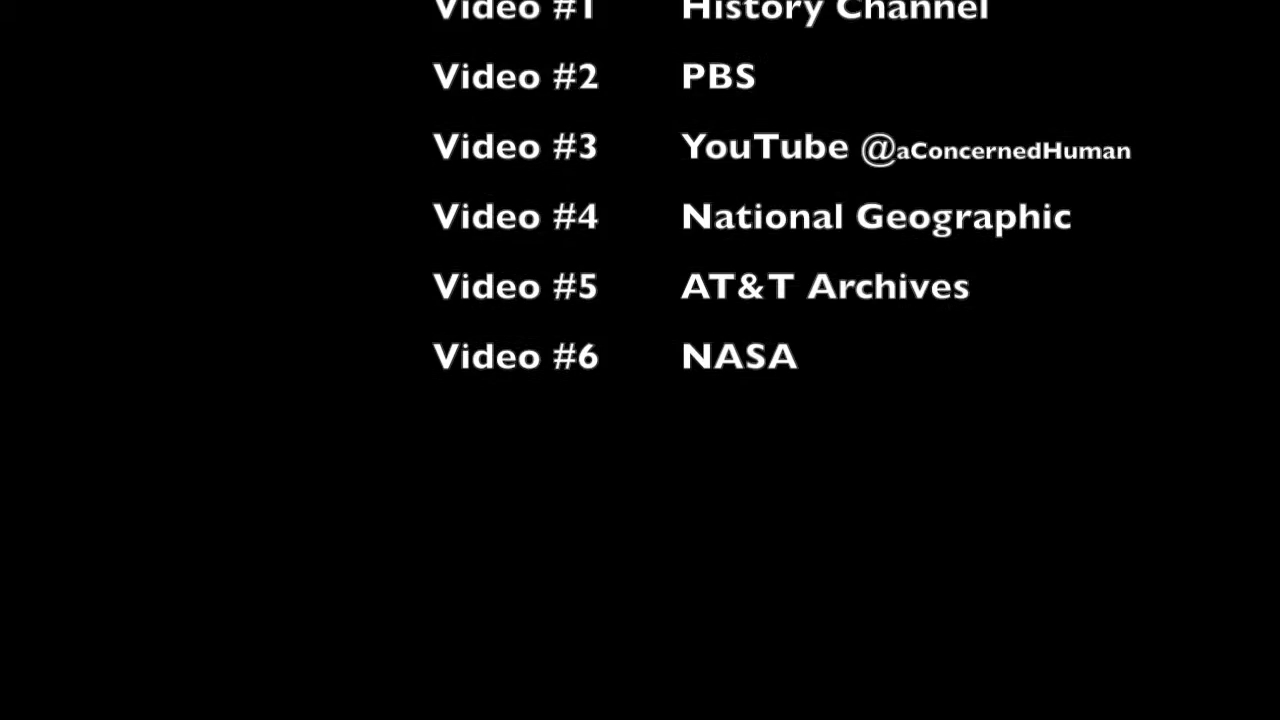 Video #1 History Channel
Video #2 PBS
Video #3 YouTube @aConcernedHuman
Video #4 National Geographic
Video #5 AT&T Archives
Video #6 NASA